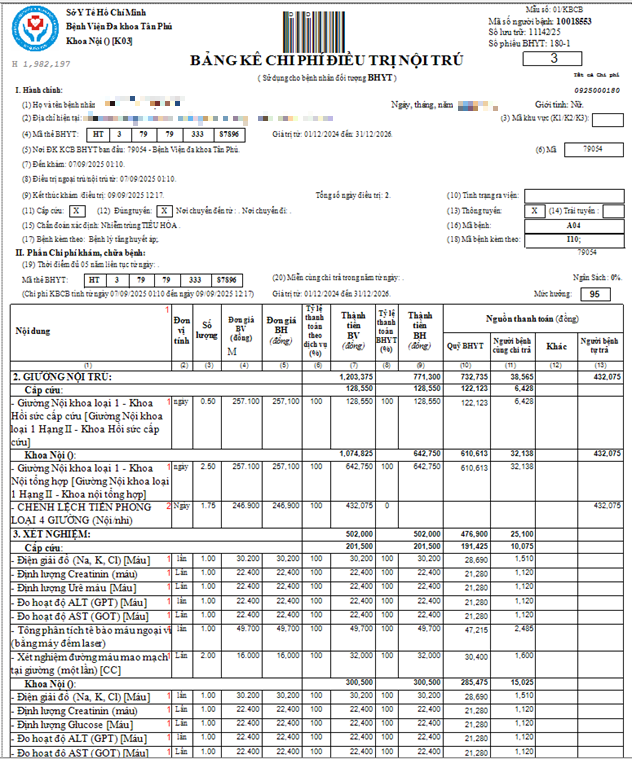 Sở Y Tế Hồ Chí Minh
Bệnh Viện Đa khoa Tân Phú
Khoa Nội () [K03]
H 1,982,197
Mẫu số: 01/KBCB
Mã số người bệnh: 10018553
Số lưu trữ: 11142/25
Số phiếu BHYT: 180-1
3
BẢNG KÊ CHI PHÍ ĐIỀU TRỊ NỘI TRÚ
( Sử dụng cho bệnh nhân đối tượng BHYT)
Tất cả Chi phí
0925000180
I. Hành chính:
(1) Họ và tên bệnh nhân
Ngày, tháng, năm
Giới tính: Nữ.
(2) Địa chỉ hiện tại:
(3) Mã khu vực (K1/K2/K3):
(4) Mã thẻ BHYT: HT 3 79 79 333 87896 Giá trị từ: 01/12/2024 đến: 31/12/2026.
(5) Nơi ĐK KCB BHYT ban đầu: 79054 - Bệnh Viện đa khoa Tân Phú. (6) Mã 79054
(7) Đến khám: 07/09/2025 01:10.
(8) Điều trị ngoại trú/nội trú từ: 07/09/2025 01:10.
(9) Kết thúc khám /điều trị: 09/09/2025 12:17. Tổng số ngày điều trị: 2. (10) Tình trạng ra viện:
(11) Cấp cứu: X (12) Đúng tuyến: X Nơi chuyển đến từ: . Nơi chuyển đi: . (13) Thông tuyến: X (14) Trái tuyến :
(15) Chẩn đoán xác định: Nhiễm trùng TIÊU HÓA . (16) Mã bệnh: A04
(17) Bệnh kèm theo: Bệnh lý tăng huyết áp; (18) Mã bệnh kèm theo: I10;
II. Phần Chi phí khám, chữa bệnh: 79054
(19) Thời điểm đủ 05 năm liên tục từ ngày: .
Mã thẻ BHYT: HT 3 79 79 333 87896 (20) Miễn cùng chi trả trong năm từ ngày: . Ngân Sách: 0%.
(Chi phí KBCB tính từ ngày 07/09/2025 01:10 đến ngày 09/09/2025 12:17) Giá trị từ: 01/12/2024 đến: 31/12/2026. Mức hưởng: 95
Nội dung 1 Đơn vị tính Số lượng Đơn giá BV (đồng) M Đơn giá BH (đồng) Tỷ lệ thanh toán theo dịch vụ (%) Thành tiền BV (đồng) Tỷ lệ thanh toán BHYT (%) Thành tiền BH (đồng) Nguồn thanh toán (đồng)
Quỹ BHYT Người bệnh cùng chi trả Khác Người bệnh tự trả
(1) (2) (3) (4) (5) (6) (7) (8) (9) (10) (11) (12) (13)
2. GIƯỜNG NỘI TRÚ: 1,203,375 771,300 732,735 38,565 432,075
Cấp cứu: 128,550 128,550 122,123 6,428
- Giường Nội khoa loại 1 - Khoa 1 ngày 0.50 257,100 257,100 100 128,550 100 128,550 122,123 6,428
Hồi sức cấp cứu [Giường Nội khoa
loại 1 Hạng II - Khoa Hồi sức cấp
cứu]
Khoa Nội (): 1,074,825 642,750 610,613 32,138 432,075
- Giường Nội khoa loại 1 - Khoa 1 ngày 2.50 257,100 257,100 100 642,750 100 642,750 610,613 32,138
Nội tổng hợp [Giường Nội khoa loại
1 Hạng II - Khoa nội tổng hợp]
- CHÊNH LỆCH TIỀN PHÒNG 2 Ngày 1.75 246,900 246,900 100 432,075 0 432,075
LOẠI 4 GIƯỜNG (Nội/nhi)
3. XÉT NGHIỆM: 502,000 502,000 476,900 25,100
Cấp cứu: 201,500 201,500 191,425 10,075
- Điện giải đồ (Na, K, Cl) [Máu] 1 lần 1.00 30,200 30,200 100 30,200 100 30,200 28,690 1,510
- Định lượng Creatinin (máu) 1 Lần 1.00 22,400 22,400 100 22,400 100 22,400 21,280 1,120
- Định lượng Urê máu [Máu] 1 Lần 1.00 22,400 22,400 100 22,400 100 22,400 21,280 1,120
- Đo hoạt độ ALT (GPT) [Máu] 1 lần 1.00 22,400 22,400 100 22,400 100 22,400 21,280 1,120
- Đo hoạt độ AST (GOT) [Máu] 1 Lần 1.00 22,400 22,400 100 22,400 100 22,400 21,280 1,120
- Tổng phân tích tế bào máu ngoại vi 1 lần 1.00 49,700 49,700 100 49,700 100 49,700 47,215 2,485
(bằng máy đếm laser)
- Xét nghiệm đường máu mao mạch 1 Lần 2.00 16,000 16,000 100 32,000 100 32,000 30,400 1,600
tại giường (một lần) [CC]
Khoa Nội (): 300,500 300,500 285,475 15,025
- Điện giải đồ (Na, K, Cl) [Máu] 1 lần 1.00 30,200 30,200 100 30,200 100 30,200 28,690 1,510
- Định lượng Creatinin (máu) 1 Lần 1.00 22,400 22,400 100 22,400 100 22,400 21,280 1,120
- Định lượng Glucose [Máu] 1 Lần 1.00 22,400 22,400 100 22,400 100 22,400 21,280 1,120
- Đo hoạt độ ALT (GPT) [Máu] 1 lần 1.00 22,400 22,400 100 22,400 100 22,400 21,280 1,120
- Đo hoạt độ AST (GOT) [Máu] 1 Lần 1.00 22,400 22,400 100 22,400 100 22,400 21,280 1,120